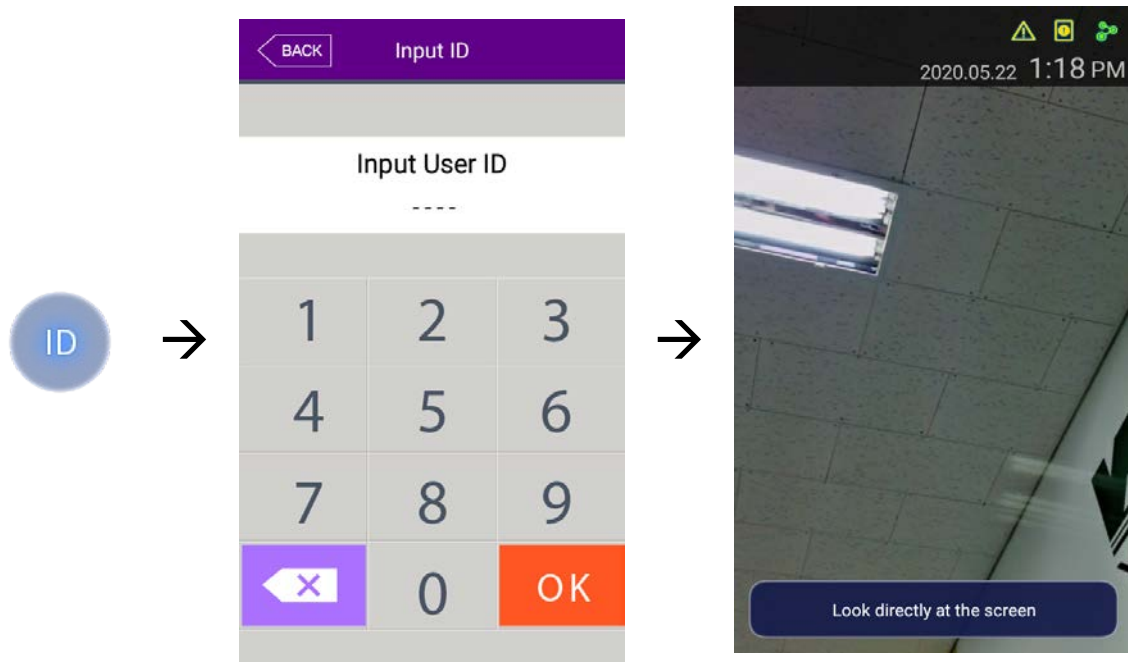 ID
→
BACK Input ID
Input User ID
----
1 2 3
4 5 6
7 8 9
0 OK
→
2020.05.22 1:18 PM
Look directly at the screen